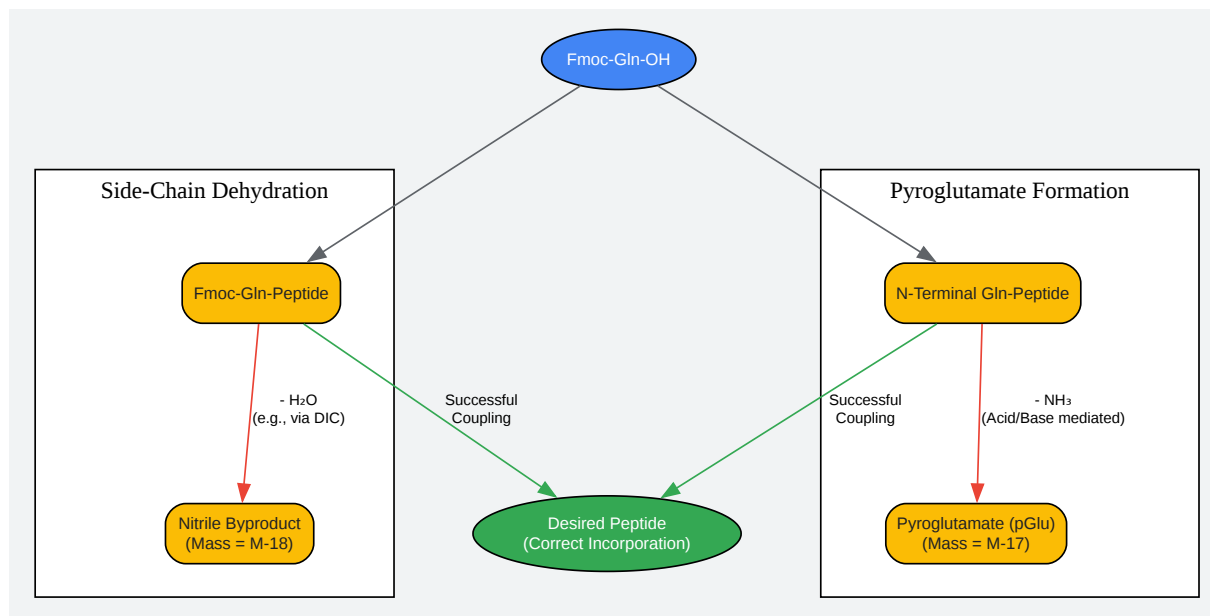 Fmoc-Gln-OH
Side-Chain Dehydration
Pyroglutamate Formation
Fmoc-Gln-Peptide
N-Terminal Gln-Peptide
- H₂O
(e.g., via DIC)
Successful
Coupling
Successful
Coupling
- NH₃
(Acid/Base mediated)
Nitrile Byproduct
(Mass = M-18)
Desired Peptide
(Correct Incorporation)
Pyroglutamate (pGlu)
(Mass = M-17)